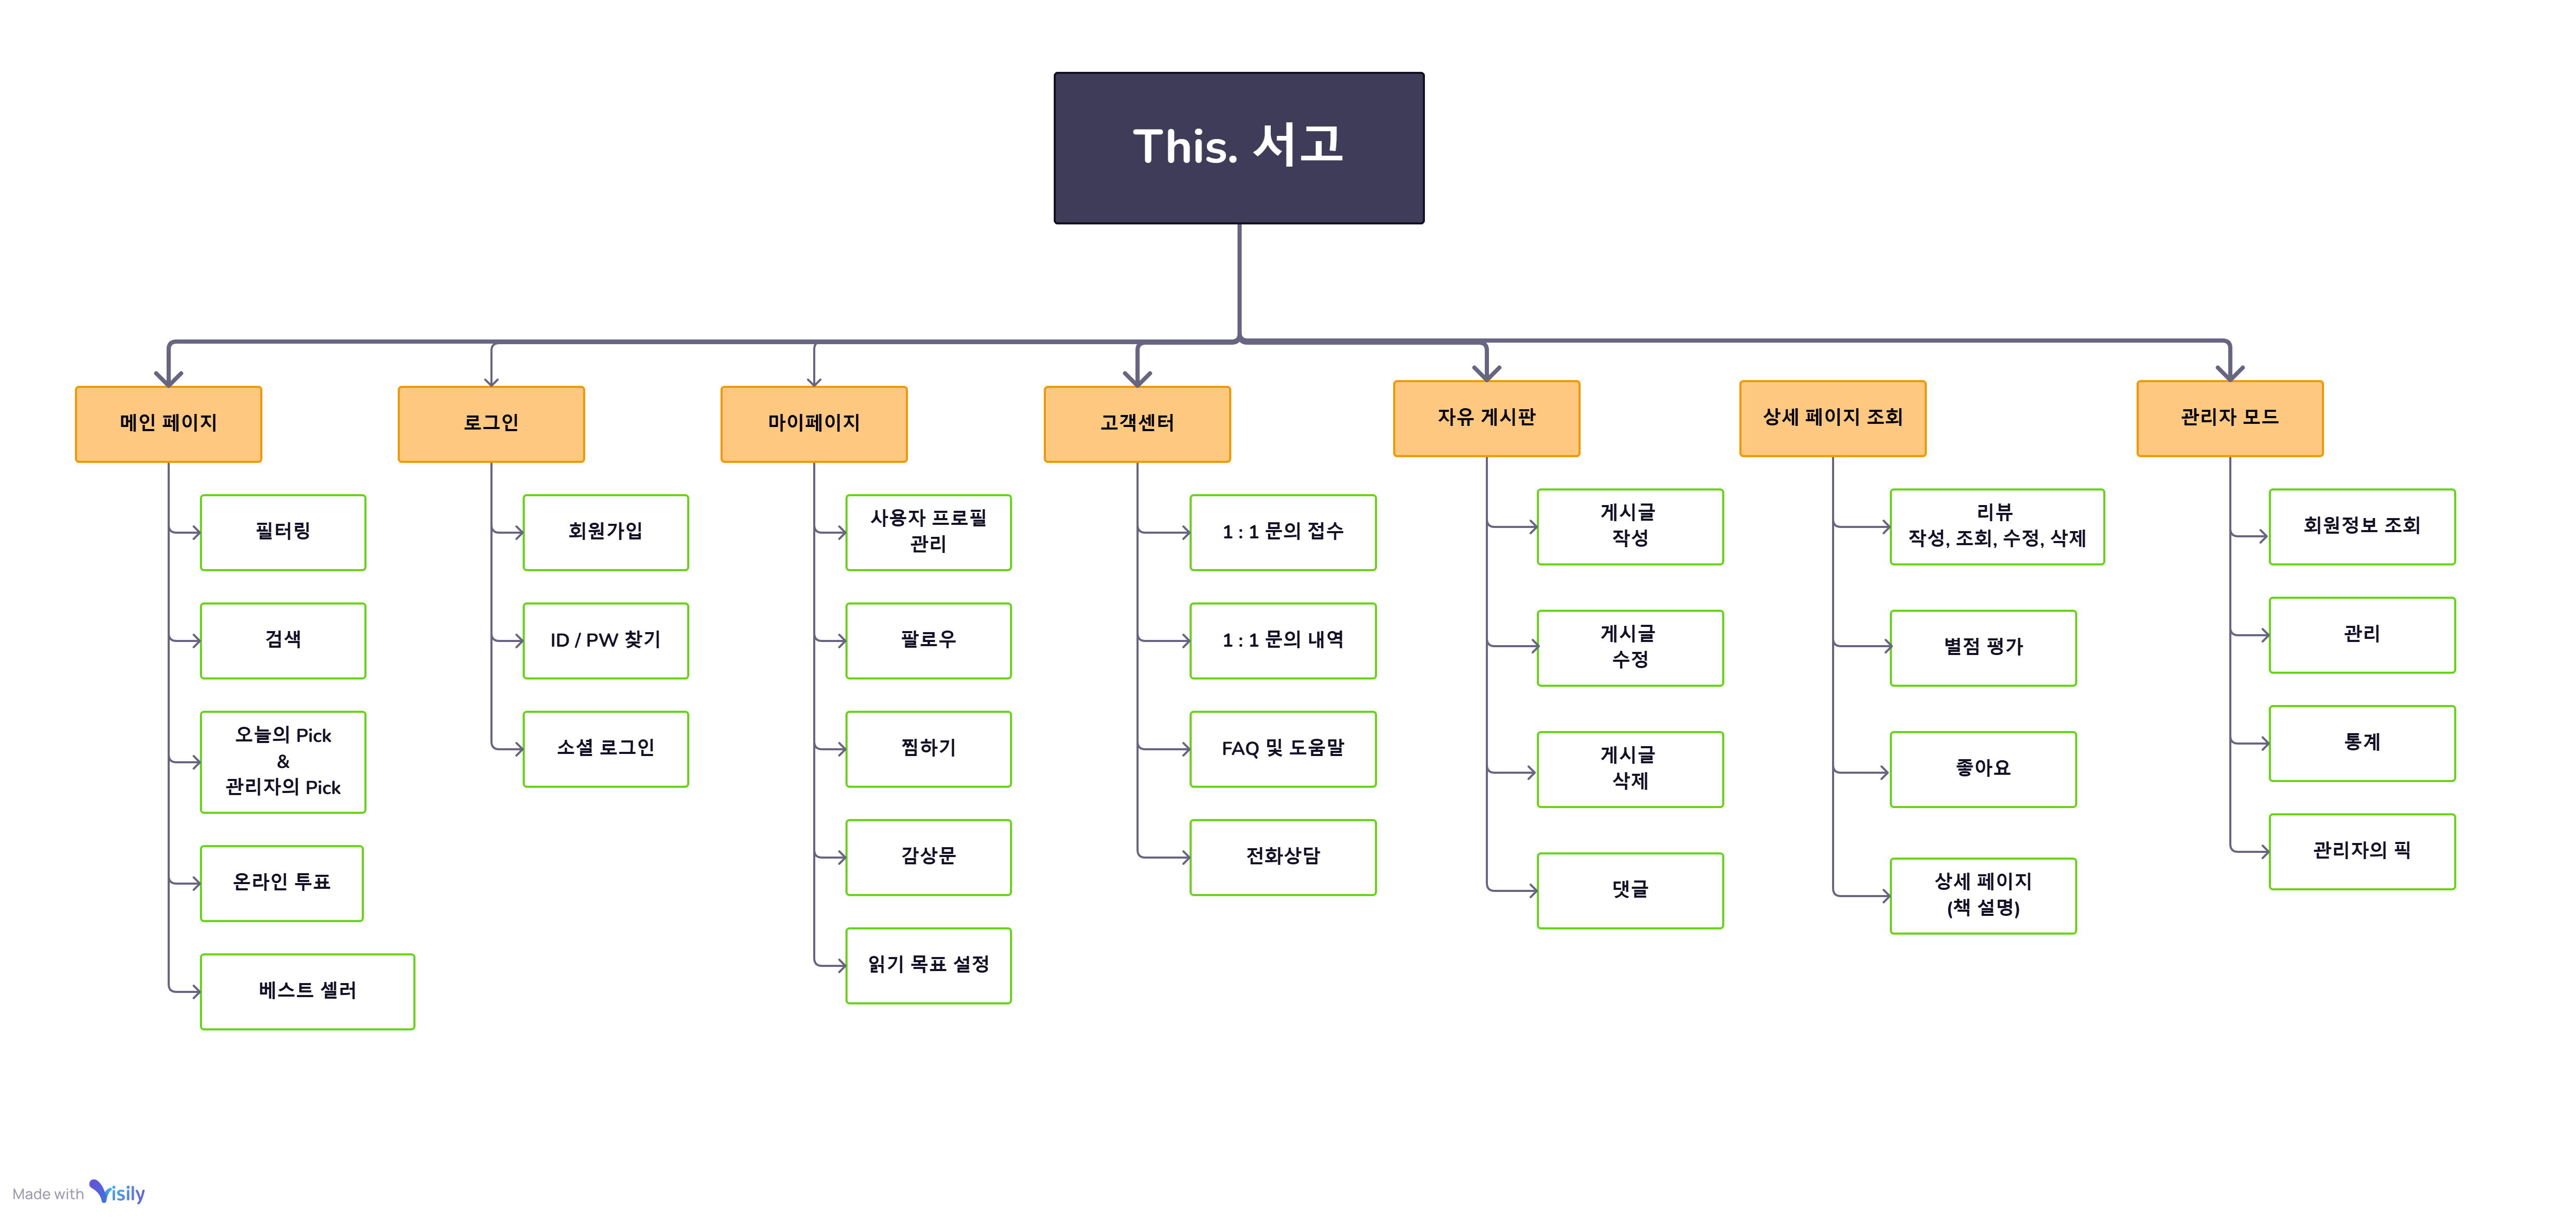 This. 서고
메인 페이지
로그인
마이페이지
고객센터
자유 게시판
상세 페이지 조회
관리자 모드
필터링
검색
오늘의 Pick
&
관리자의 Pick
온라인 투표
베스트 셀러
회원가입
ID / PW 찾기
소셜 로그인
사용자 프로필
관리
팔로우
찜하기
감상문
읽기 목표 설정
1 : 1 문의 접수
1 : 1 문의 내역
FAQ 및 도움말
전화상담
게시글
작성
게시글
수정
게시글
삭제
댓글
리뷰
작성, 조회, 수정, 삭제
별점 평가
좋아요
상세 페이지
(책 설명)
회원정보 조회
관리
통계
관리자의 픽
Made with Visily